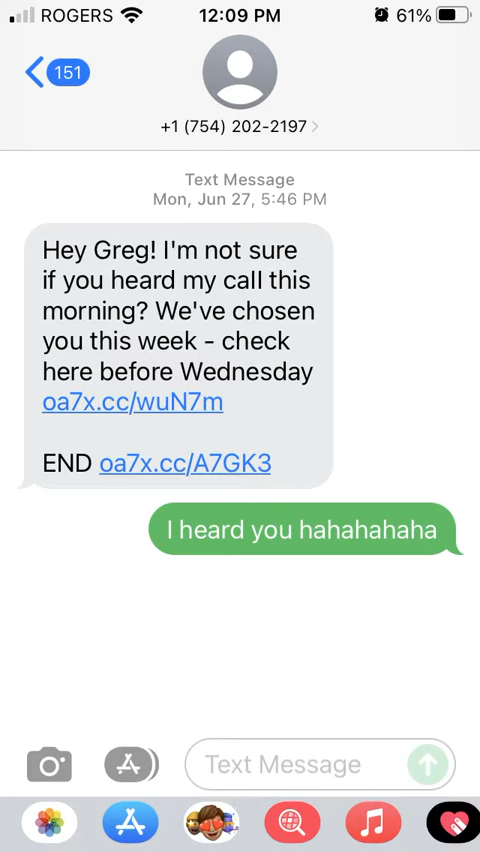 ROGERS 12:09 PM 61%
151
+1 (754) 202-2197
Text Message
Mon, Jun 27, 5:46 PM
Hey Greg! I'm not sure
if you heard my call this
morning? We've chosen
you this week - check
here before Wednesday
oa7x.cc/wuN7m
END oa7x.cc/A7GK3
I heard you hahahahaha
Text Message